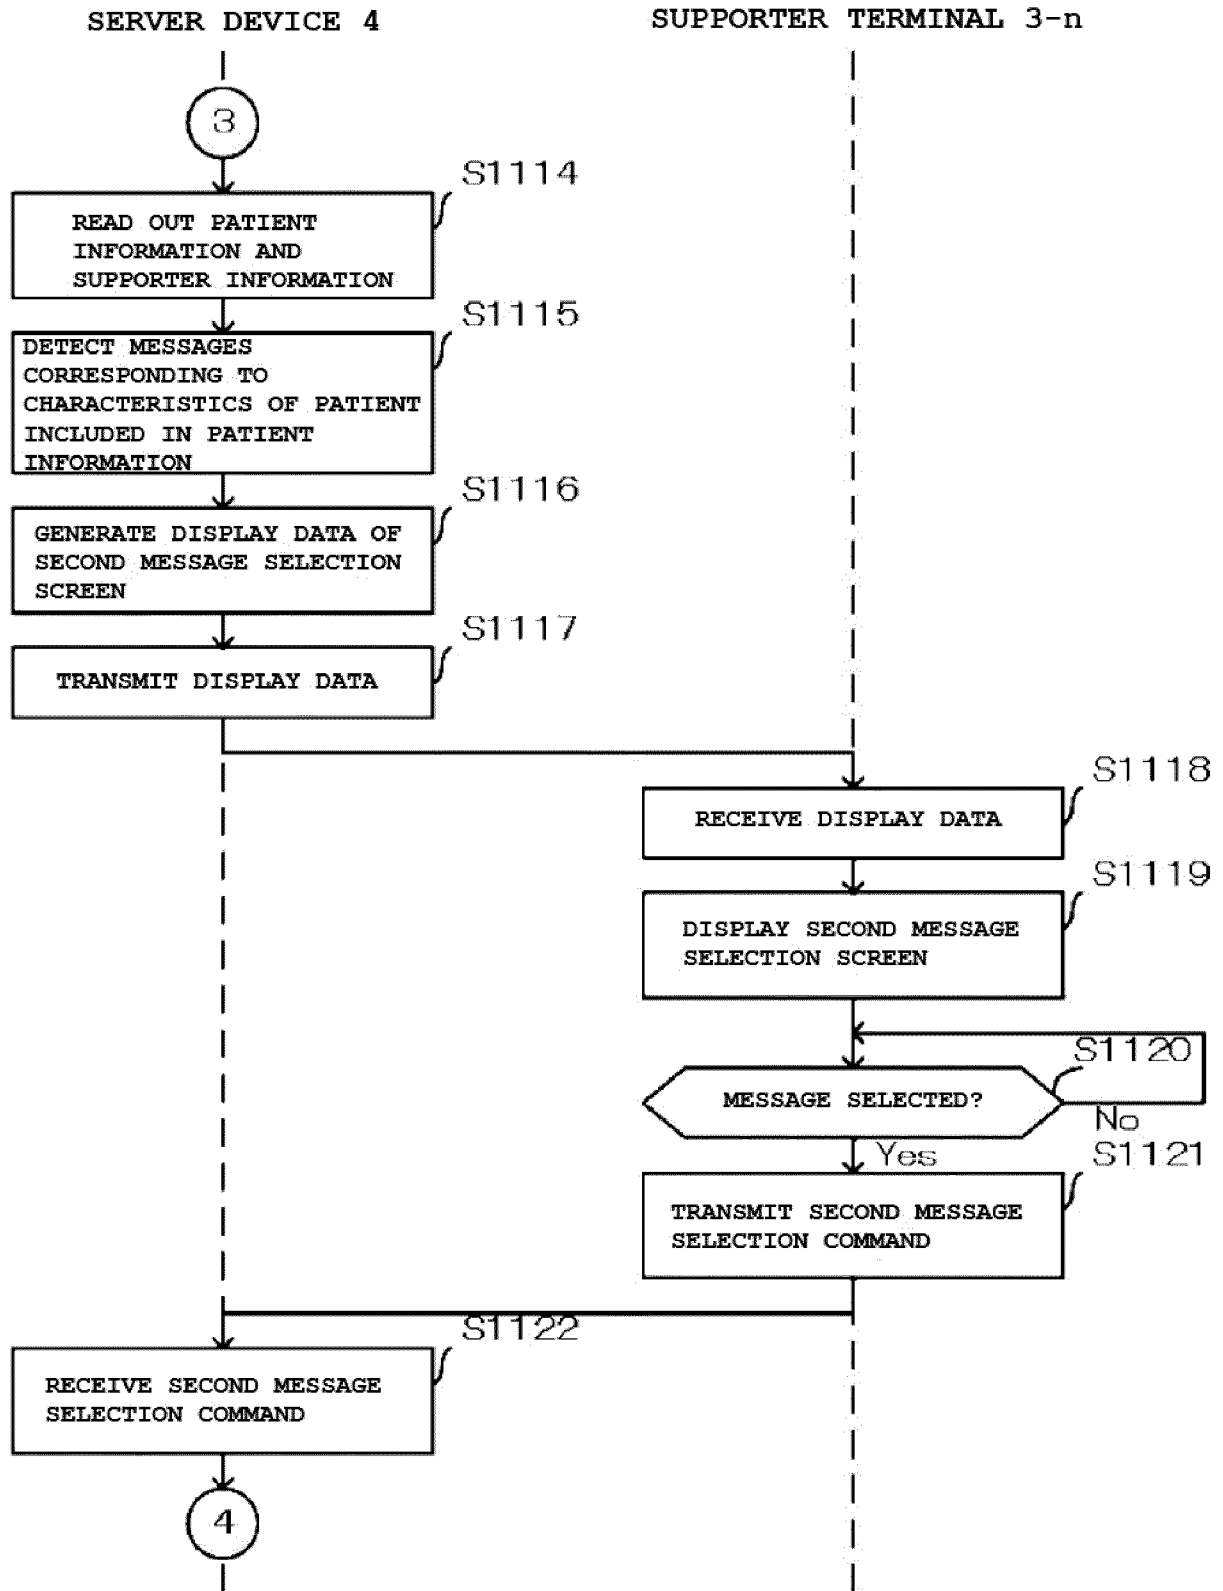 SERVER DEVICE 4
SUPPORTER TERMINAL 3-n
3
S1114
READ OUT PATIENT
INFORMATION AND
SUPPORTER INFORMATION
S1115
DETECT MESSAGES
CORRESPONDING TO
CHARACTERISTICS OF PATIENT
INCLUDED IN PATIENT
INFORMATION
S1116
GENERATE DISPLAY DATA OF
SECOND MESSAGE SELECTION
SCREEN
S1117
TRANSMIT DISPLAY DATA
S1118
RECEIVE DISPLAY DATA
S1119
DISPLAY SECOND MESSAGE
SELECTION SCREEN
S1120
MESSAGE SELECTED?
No
Yes
S1121
TRANSMIT SECOND MESSAGE
SELECTION COMMAND
S1122
RECEIVE SECOND MESSAGE
SELECTION COMMAND
4